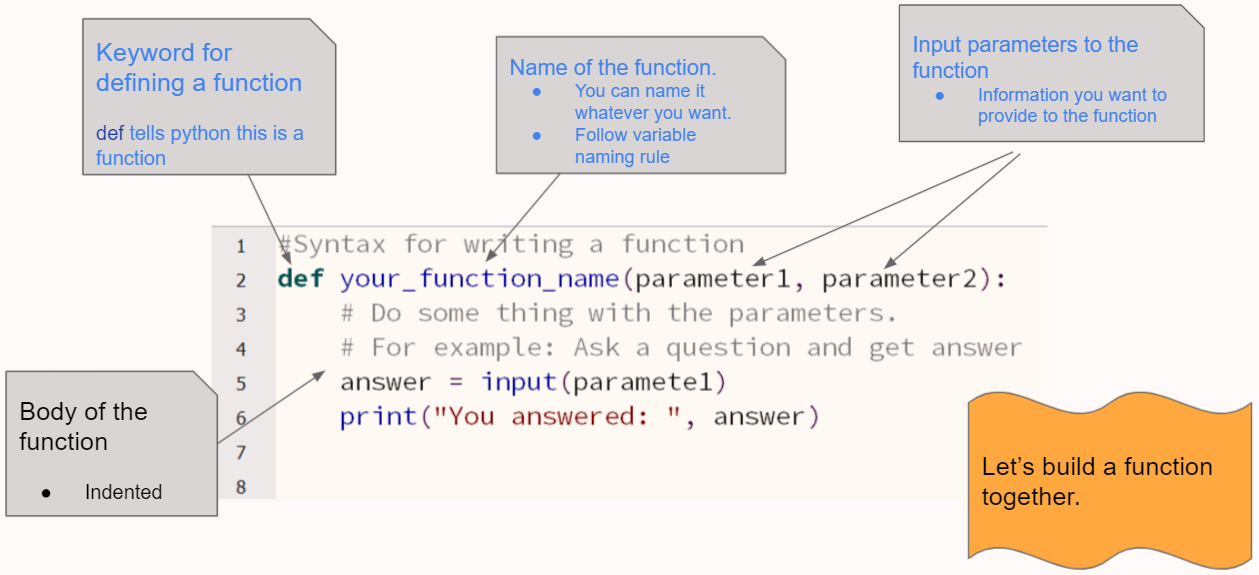 Keyword for
defining a function
def tells python this is a
function
Name of the function.
● You can name it
whatever you want.
● Follow variable
naming rule
Input parameters to the
function
● Information you want to
provide to the function
1 #Syntax for writing a function
2 def your_function_name(parameter1, parameter2):
3 # Do some thing with the parameters.
4 # For example: Ask a question and get answer
5 answer = input(paramete1)
6 print("You answered: ", answer)
7
8
Body of the
function
● Indented
Let’s build a function
together.